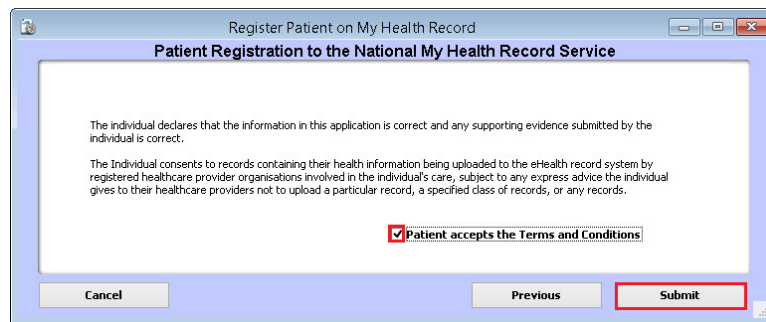 Register Patient on My Health Record
Patient Registration to the National My Health Record Service
The individual declares that the information in this application is correct and any supporting evidence submitted by the
individual is correct.
The Individual consents to records containing their health information being uploaded to the eHealth record system by
registered healthcare provider organisations involved in the individual's care, subject to any express advice the individual
gives to their healthcare providers not to upload a particular record, a specified class of records, or any records.
Patient accepts the Terms and Conditions
Cancel Previous Submit